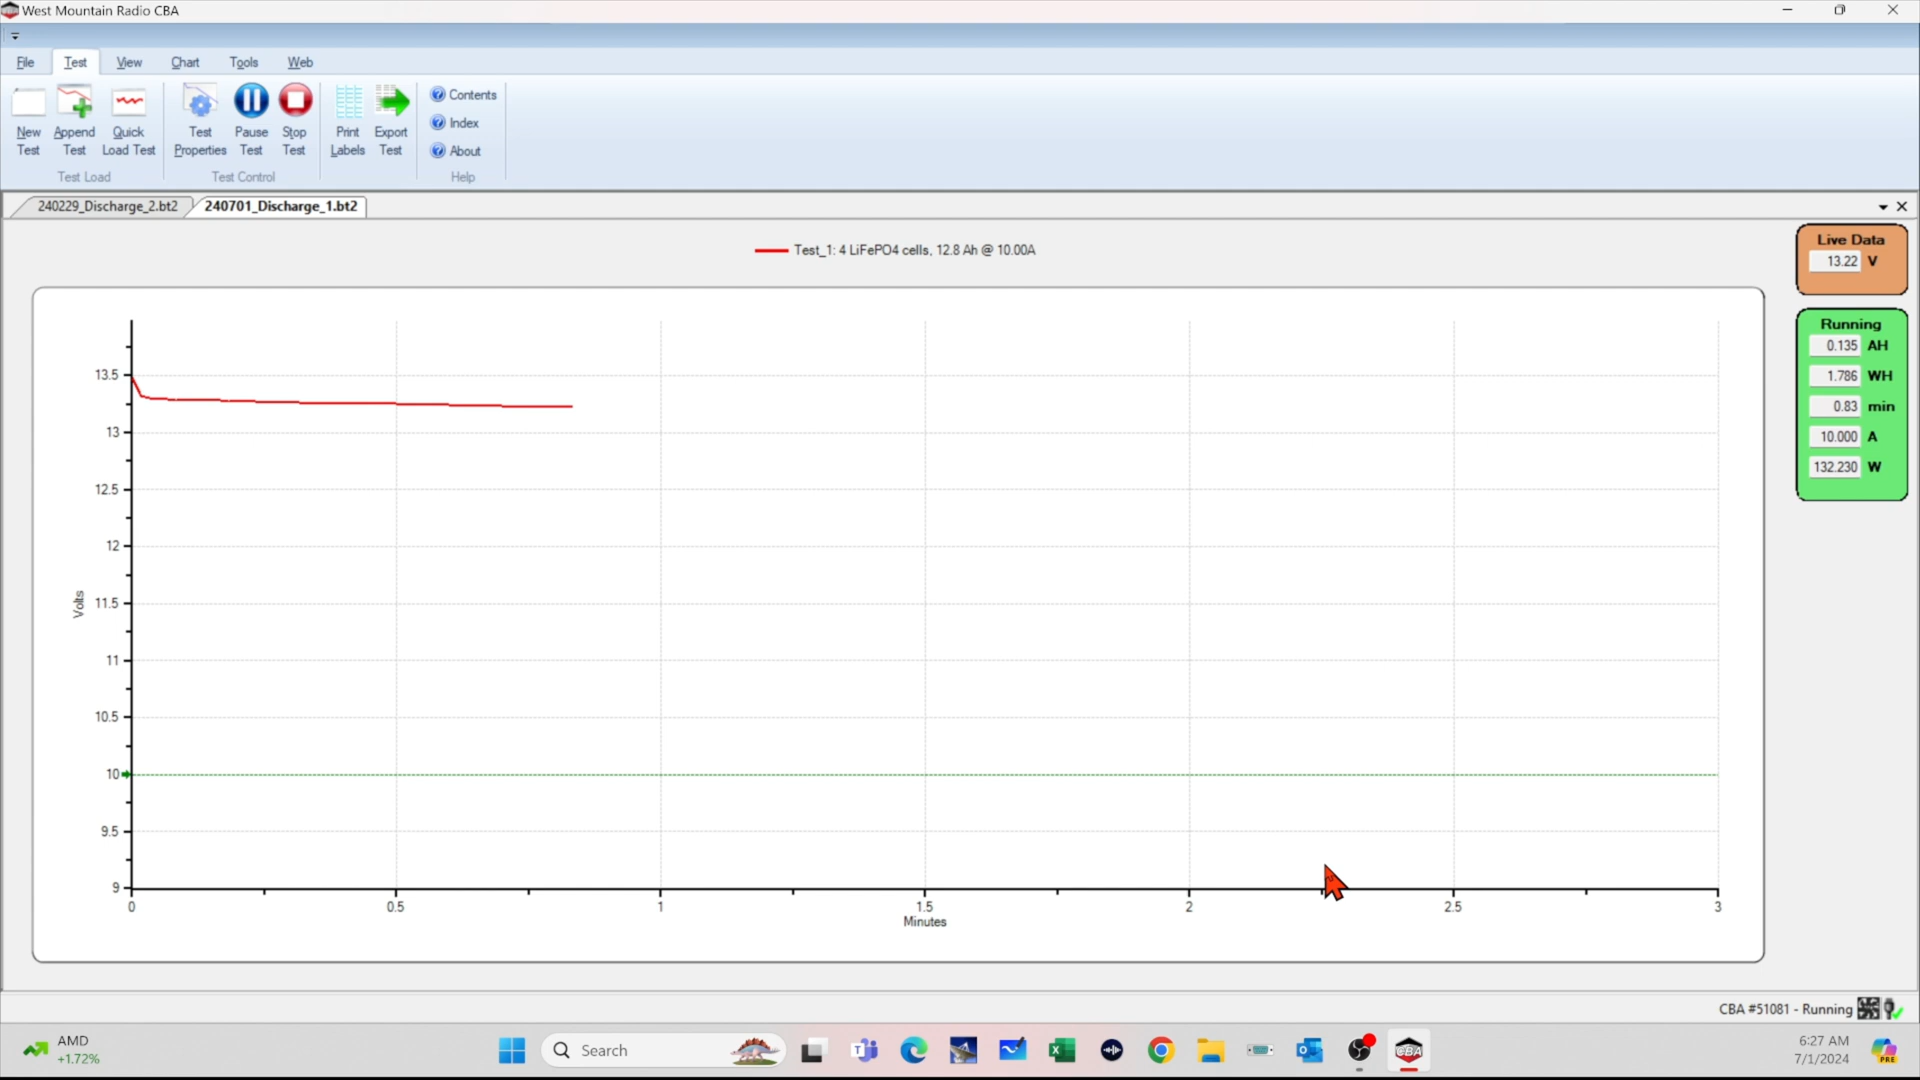 West Mountain Radio CBA
File Test View Chart Tools Web
New Test
Append Test
Quick Load Test
Test Load
Test Properties
Pause Test
Stop Test
Test Control
Print Labels
Export Test
Contents
Index
About
Help
240229_Discharge_2.bt2
240701_Discharge_1.bt2
Test_1: 4 LiFePO4 cells, 12.8 Ah @ 10.00A
Live Data
13.22 V
Running
0.135 AH
1.786 WH
0.83 min
10.000 A
132.230 W
13.5
13
12.5
12
11.5
11
10.5
10
9.5
9
Volts
0 0.5 1 1.5 2 2.5 3
Minutes
CBA #51081 - Running
AMD
+1.72%
Search
CBA
PRE
6:27 AM
7/1/2024